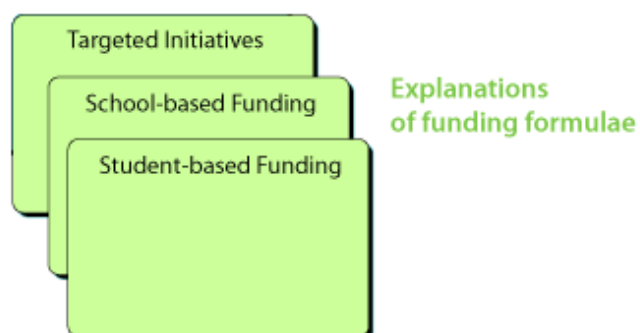 Targeted Initiatives
School-based Funding
Student-based Funding
Explanations
of funding formulae